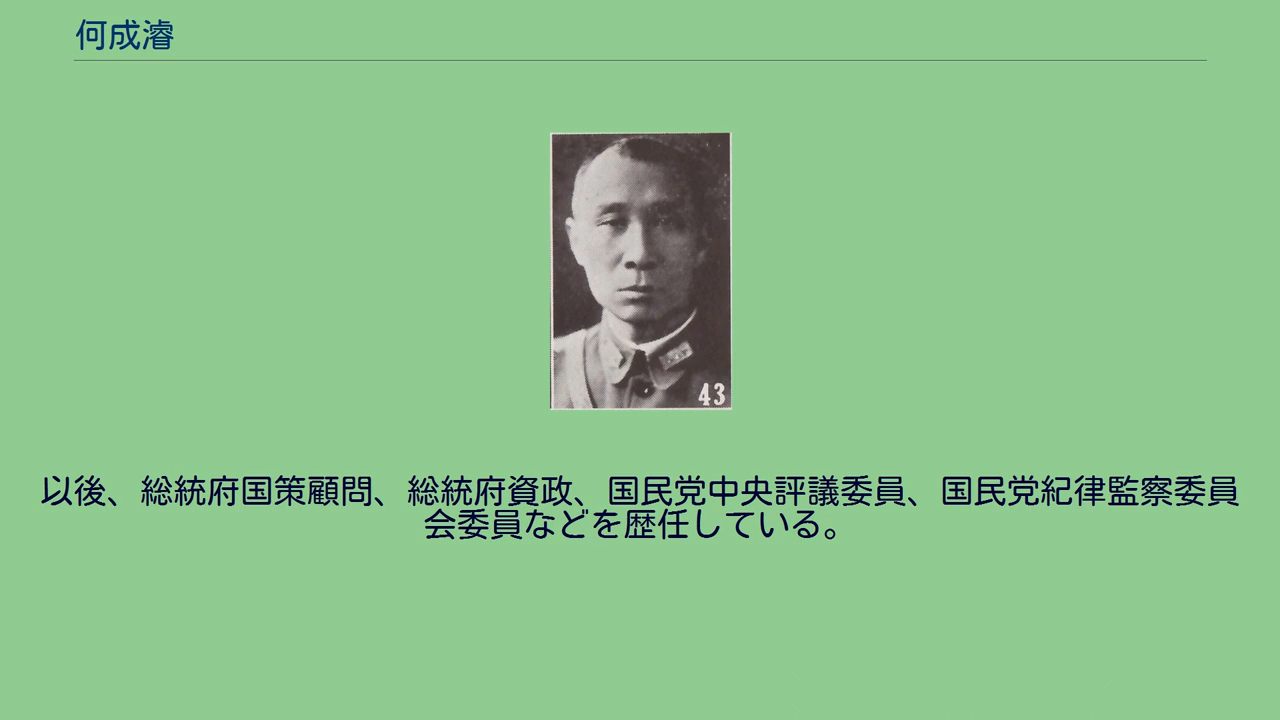 何成濬
43
以後、総統府国策顧問、総統府資政、国民党中央評議委員、国民党紀律監察委員
会委員などを歴任している。